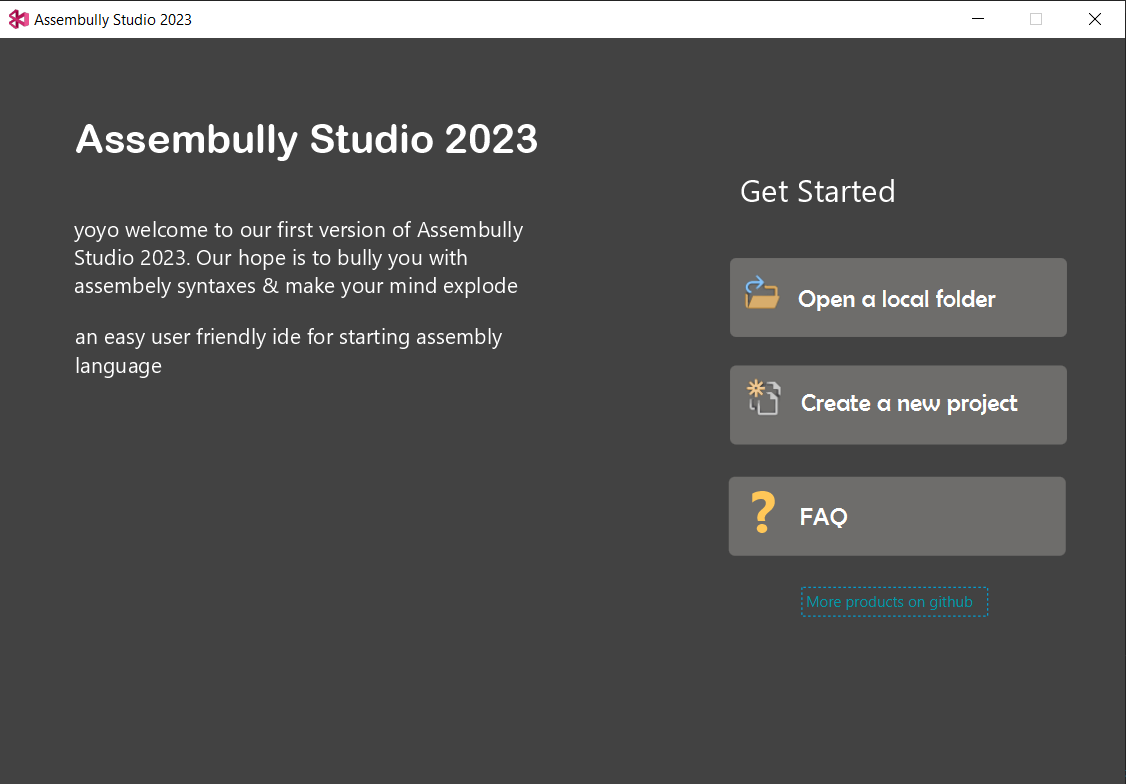 Assembully Studio 2023
Assembully Studio 2023
yoyo welcome to our first version of Assembully
Studio 2023. Our hope is to bully you with
assembely syntaxes & make your mind explode
an easy user friendly ide for starting assembly
language
Get Started
Open a local folder
Create a new project
? FAQ
More products on github